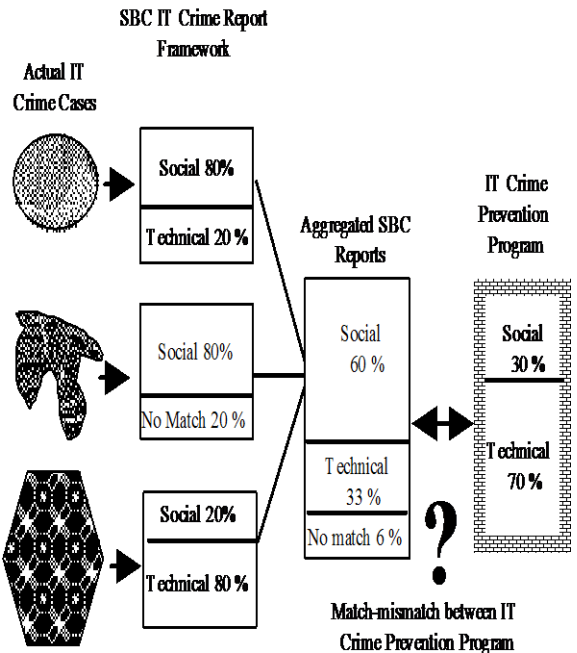 SBC IT Crime Report
Framework
Actual IT
Crime Cases
Social 80%
Technical 20 %
Social 80%
No Match 20 %
Social 20%
Technical 80 %
Aggregated SBC
Reports
Social
60 %
Technical
33 %
No match 6 %
IT Crime
Prevention
Program
Social
30 %
Technical
70 %
?
Match-mismatch between IT
Crime Prevention Program